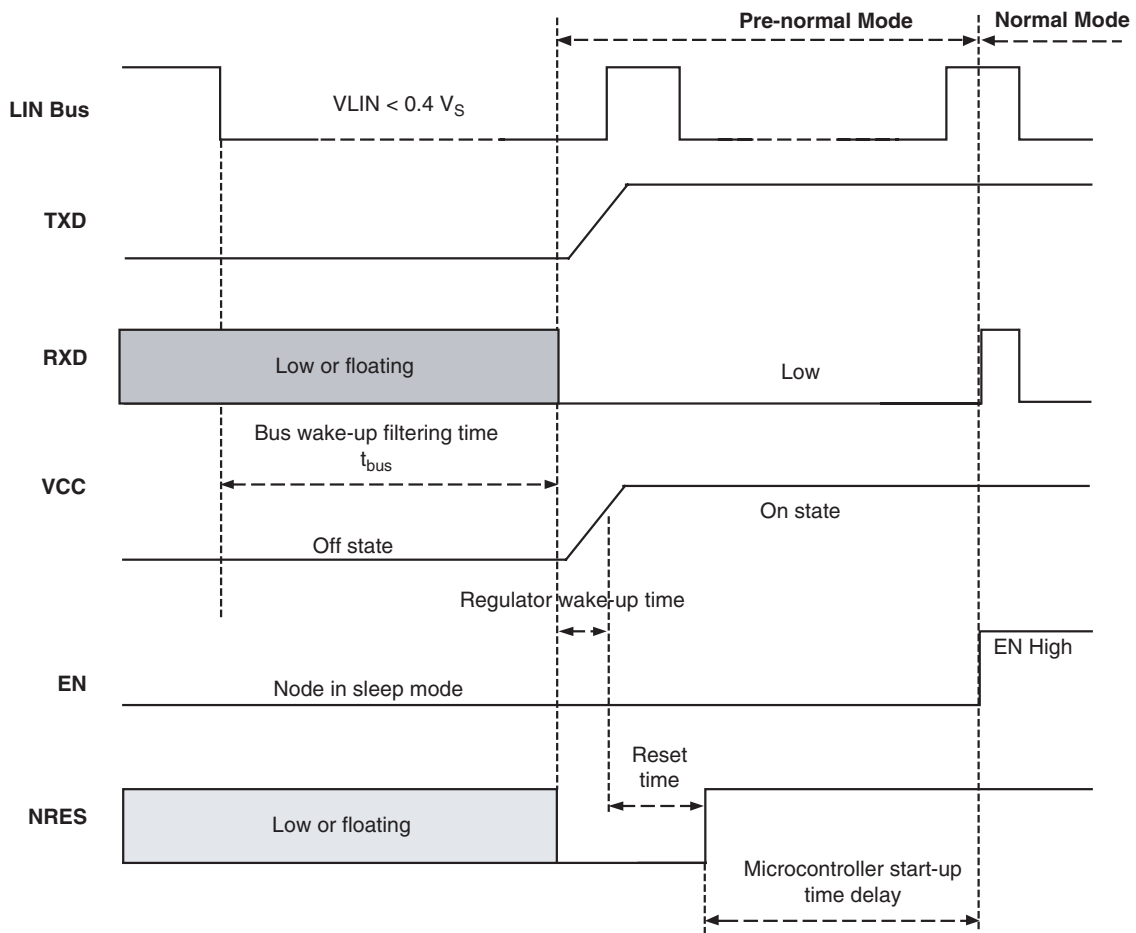 Pre-normal Mode
Normal Mode
LIN Bus
VLIN < 0.4 V_S
TXD
RXD
Low or floating
Low
Bus wake-up filtering time
t_bus
VCC
On state
Off state
Regulator wake-up time
EN High
EN
Node in sleep mode
Reset
time
NRES
Low or floating
Microcontroller start-up
time delay